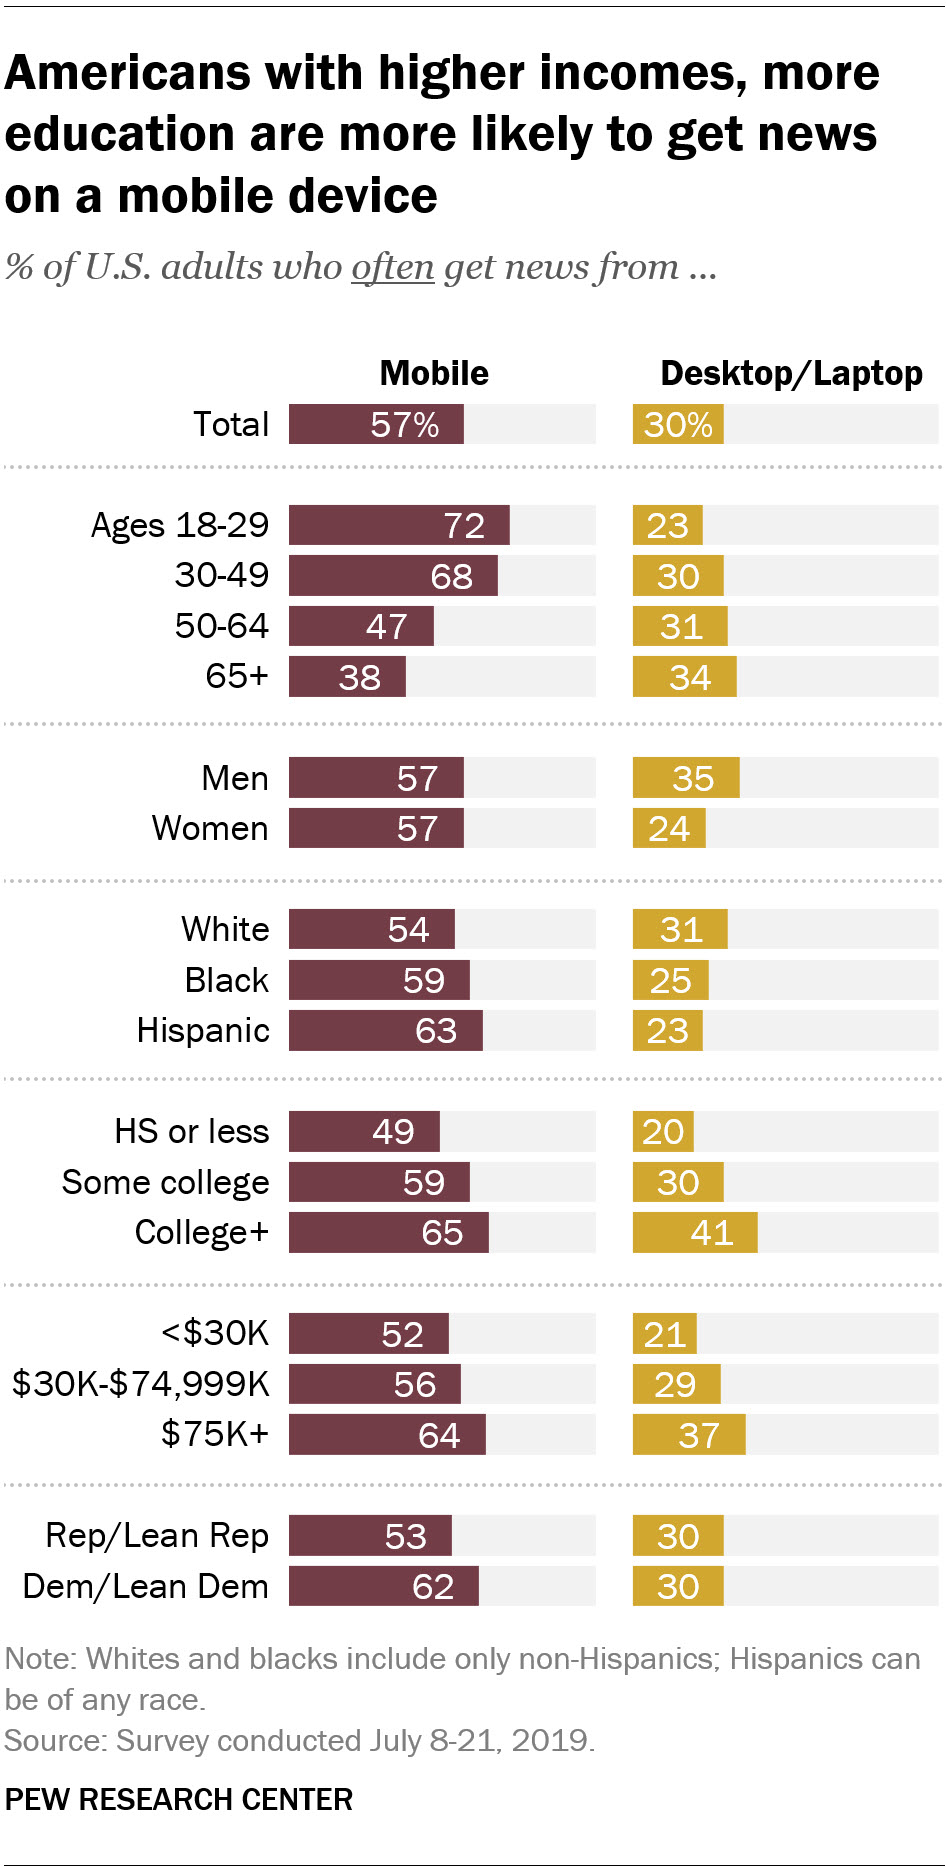 Americans with higher incomes, more
education are more likely to get news
on a mobile device
% of U.S. adults who often get news from ...
Mobile Desktop/Laptop
Total 57% 30%
Ages 18-29 72 23
30-49 68 30
50-64 47 31
65+ 38 34
Men 57 35
Women 57 24
White 54 31
Black 59 25
Hispanic 63 23
HS or less 49 20
Some college 59 30
College+ 65 41
<$30K 52 21
$30K-$74,999K 56 29
$75K+ 64 37
Rep/Lean Rep 53 30
Dem/Lean Dem 62 30
Note: Whites and blacks include only non-Hispanics; Hispanics can
be of any race.
Source: Survey conducted July 8-21, 2019.
PEW RESEARCH CENTER